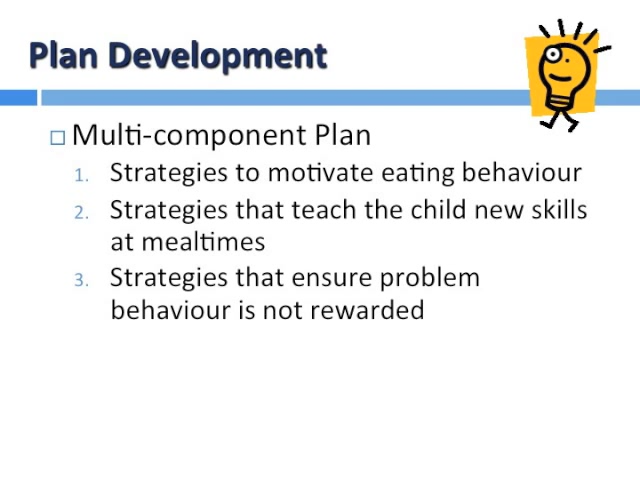 Plan Development
Multi-component Plan
1. Strategies to motivate eating behaviour
2. Strategies that teach the child new skills
at mealtimes
3. Strategies that ensure problem
behaviour is not rewarded